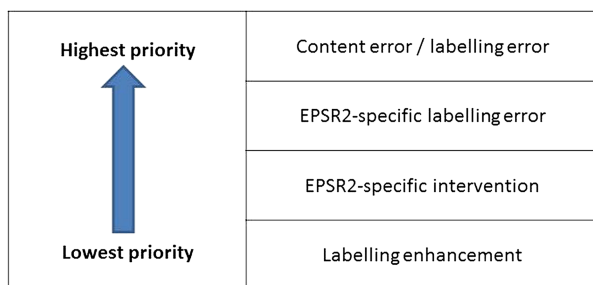 Highest priority
Content error / labelling error
EPSR2-specific labelling error
EPSR2-specific intervention
Lowest priority
Labelling enhancement